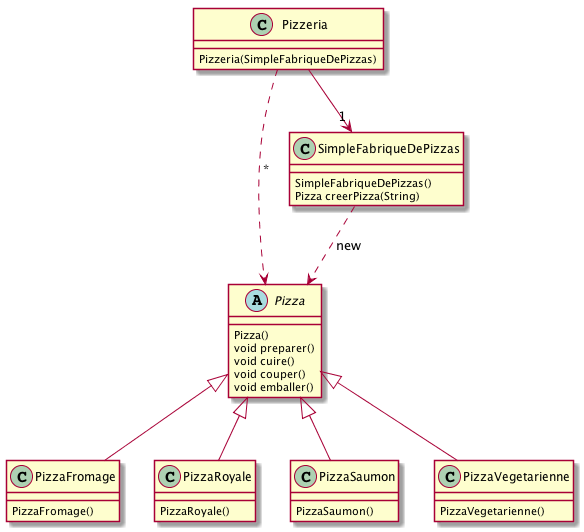 C Pizzeria
Pizzeria(SimpleFabriqueDePizzas)
1
C SimpleFabriqueDePizzas
SimpleFabriqueDePizzas()
Pizza creerPizza(String)
*
new
A Pizza
Pizza()
void preparer()
void cuire()
void couper()
void emballer()
C PizzaFromage
PizzaFromage()
C PizzaRoyale
PizzaRoyale()
C PizzaSaumon
PizzaSaumon()
C PizzaVegetarienne
PizzaVegetarienne()